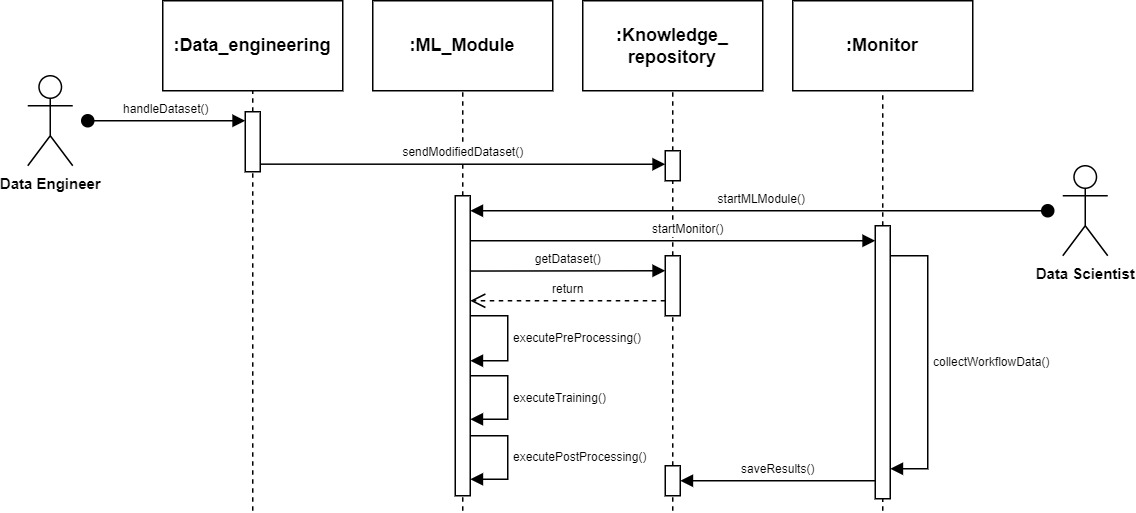 :Data_engineering
:ML_Module
:Knowledge_
repository
:Monitor
handleDataset()
sendModifiedDataset()
Data Engineer
startMLModule()
startMonitor()
getDataset()
Data Scientist
return
executePreProcessing()
collectWorkflowData()
executeTraining()
executePostProcessing()
saveResults()